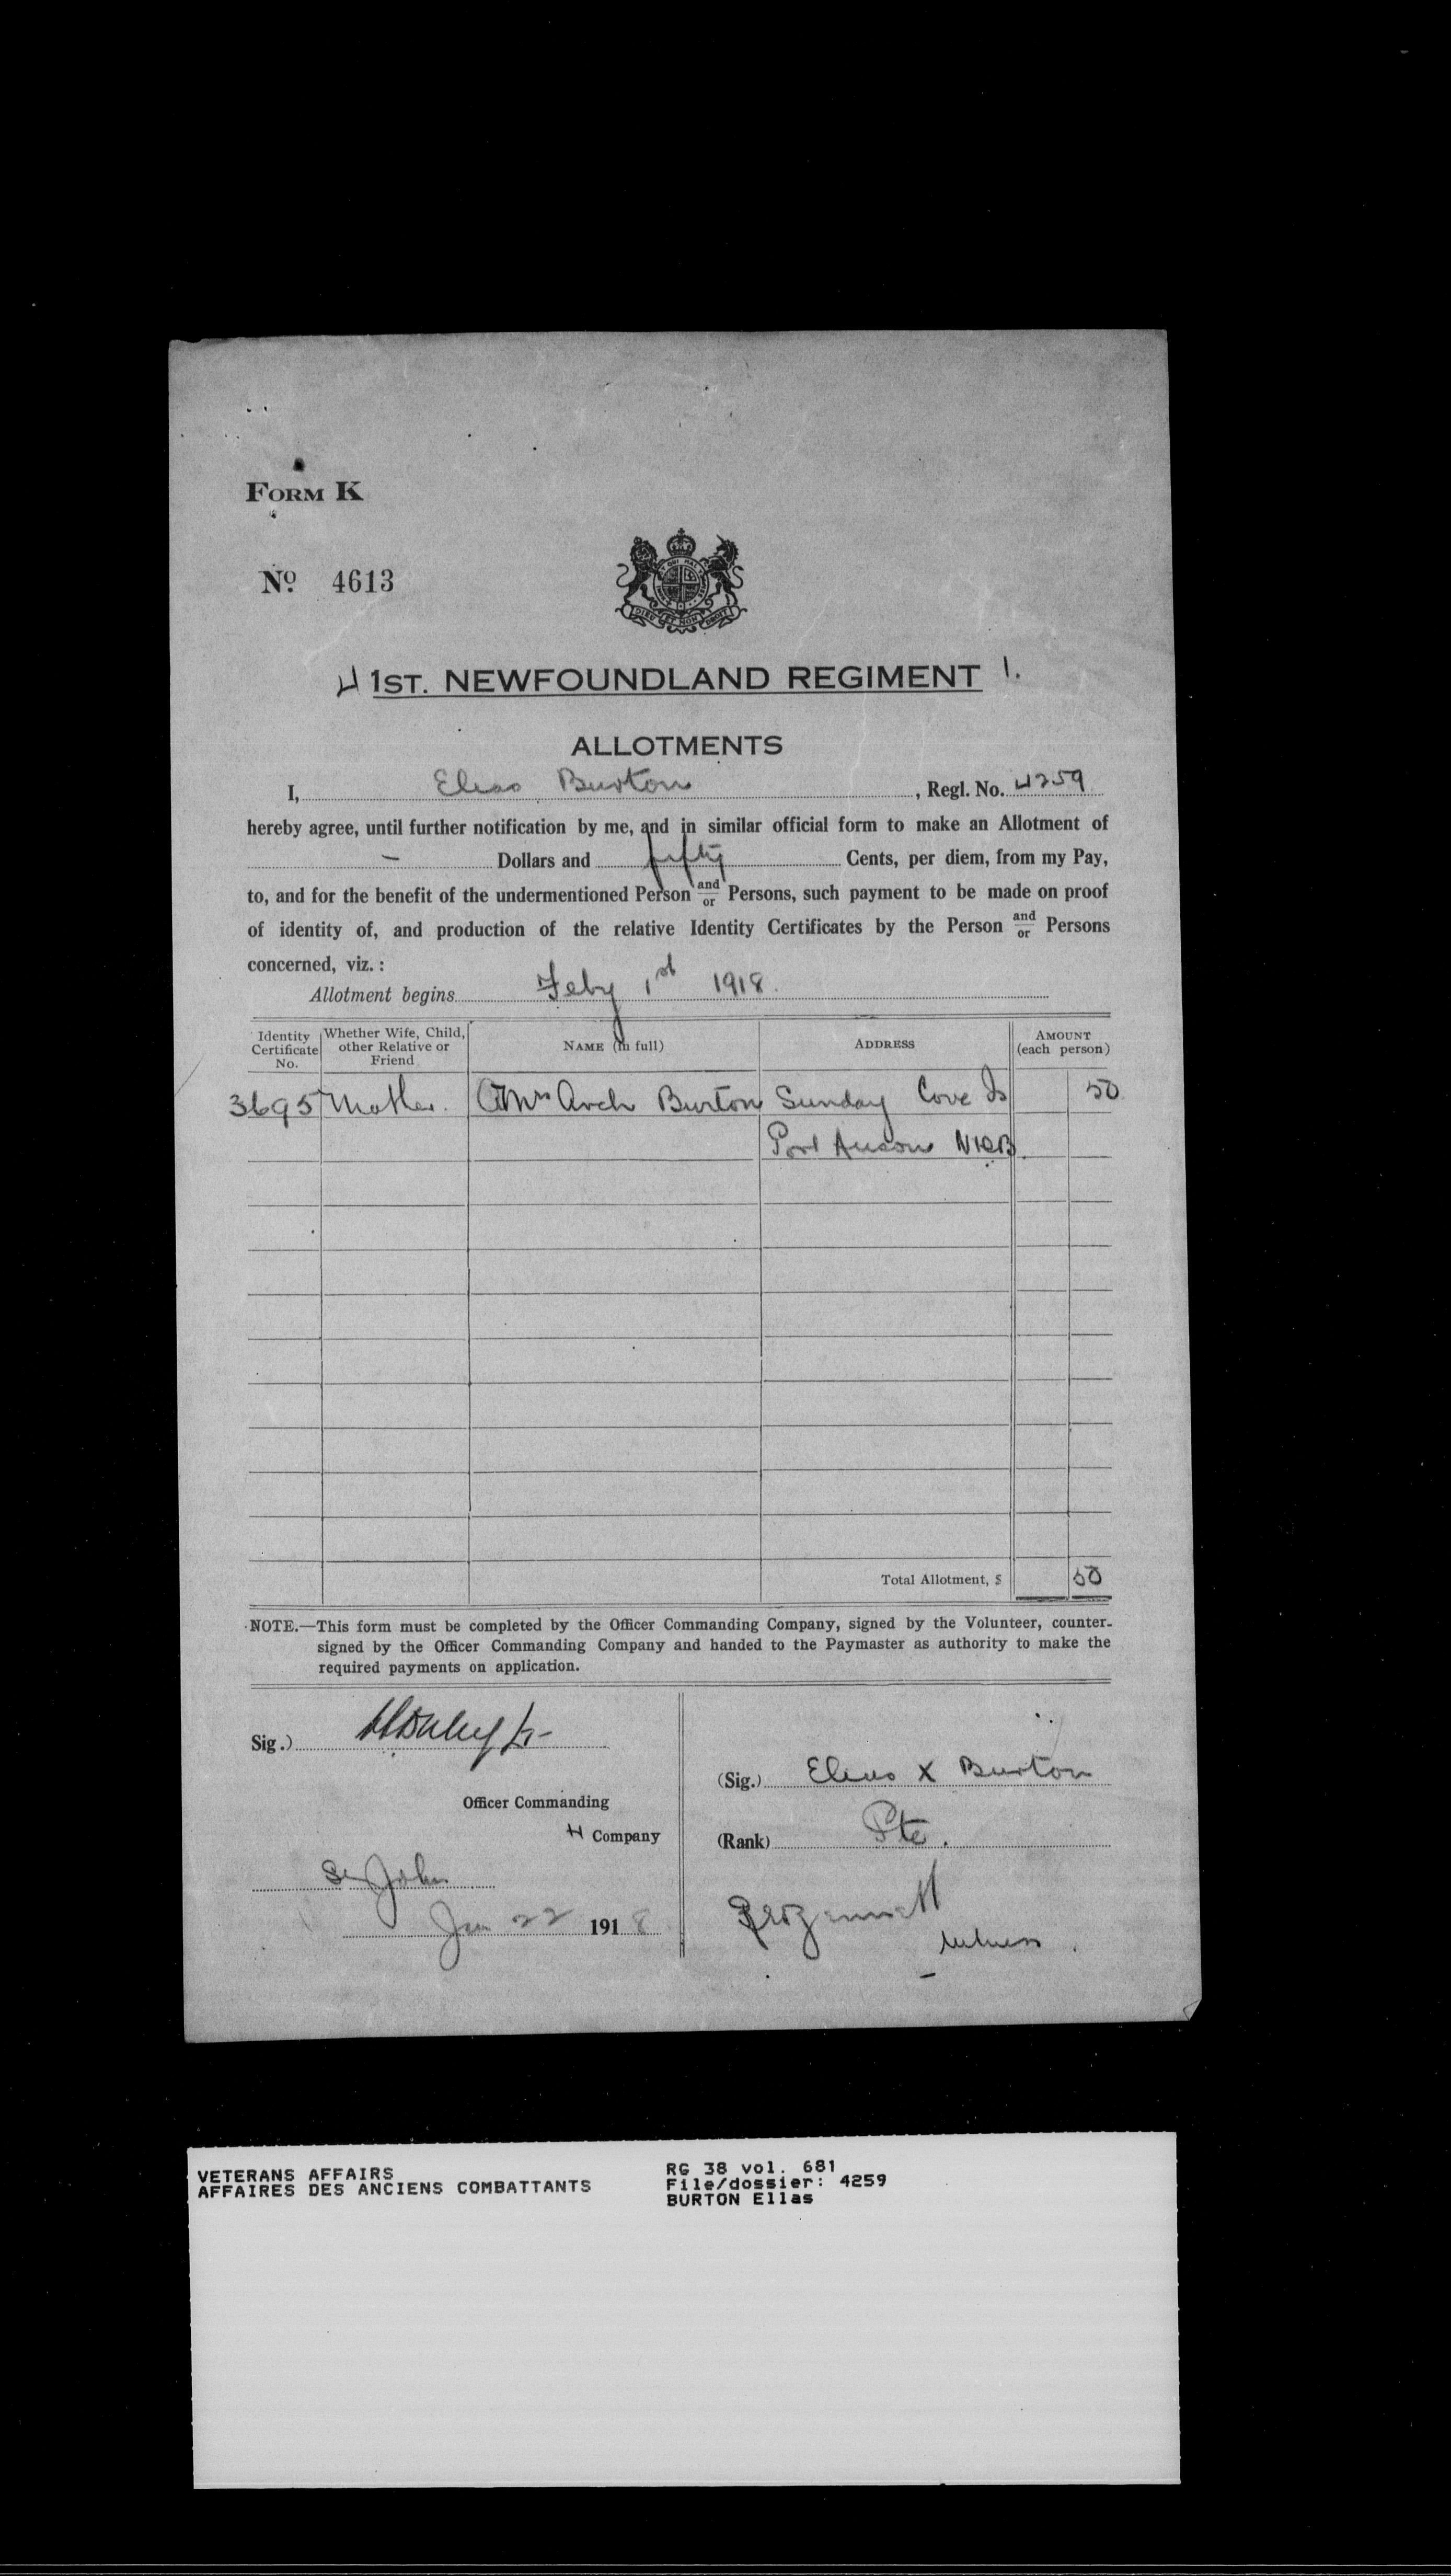 FORM K
No. 4613
1ST. NEWFOUNDLAND REGIMENT 1.
ALLOTMENTS
I, Elias Burton, Regl. No. 4259
hereby agree, until further notification by me, and in similar official form to make an Allotment of
– Dollars and fifty Cents, per diem, from my Pay,
to, and for the benefit of the undermentioned Person and/or Persons, such payment to be made on proof
of identity of, and production of the relative Identity Certificates by the Person and/or Persons
concerned, viz. :
Allotment begins Feby 1st 1918.
Identity Certificate No. Whether Wife, Child, other Relative or Friend NAME (in full) ADDRESS AMOUNT (each person)
3695 Mother. Mrs Arch Burton Sunday Cove Is 50
Port Anson NDB
Total Allotment, $ 50
NOTE.—This form must be completed by the Officer Commanding Company, signed by the Volunteer, counter-
signed by the Officer Commanding Company and handed to the Paymaster as authority to make the
required payments on application.
Sig.)
(Sig.) Elias X Burton
Officer Commanding
H Company
(Rank) Pte.
St John
Jan 22 1918
witness.
VETERANS AFFAIRS
AFFAIRES DES ANCIENS COMBATTANTS
RG 38 vol. 681
File/dossier: 4259
BURTON Ellas